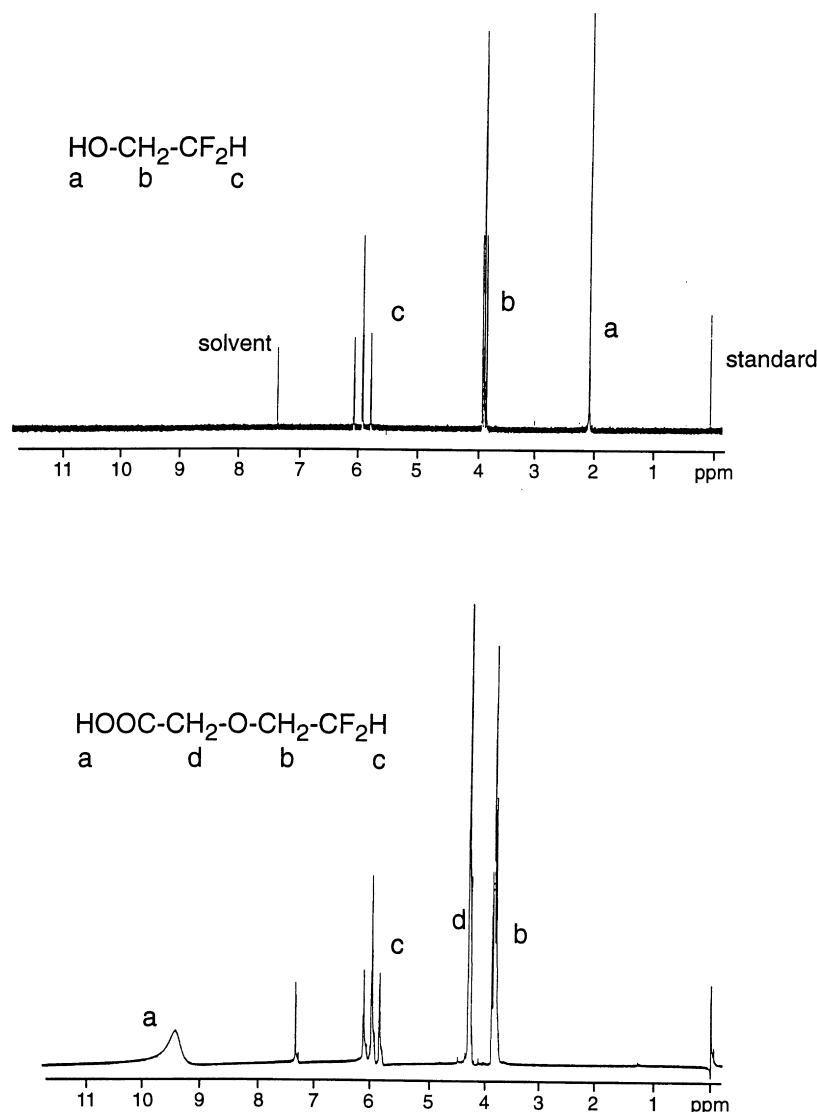 HO-CH₂-CF₂H
a b c
c
b
a
solvent
standard
11 10 9 8 7 6 5 4 3 2 1 ppm
HOOC-CH₂-O-CH₂-CF₂H
a d b c
d
b
c
a
11 10 9 8 7 6 5 4 3 2 1 ppm